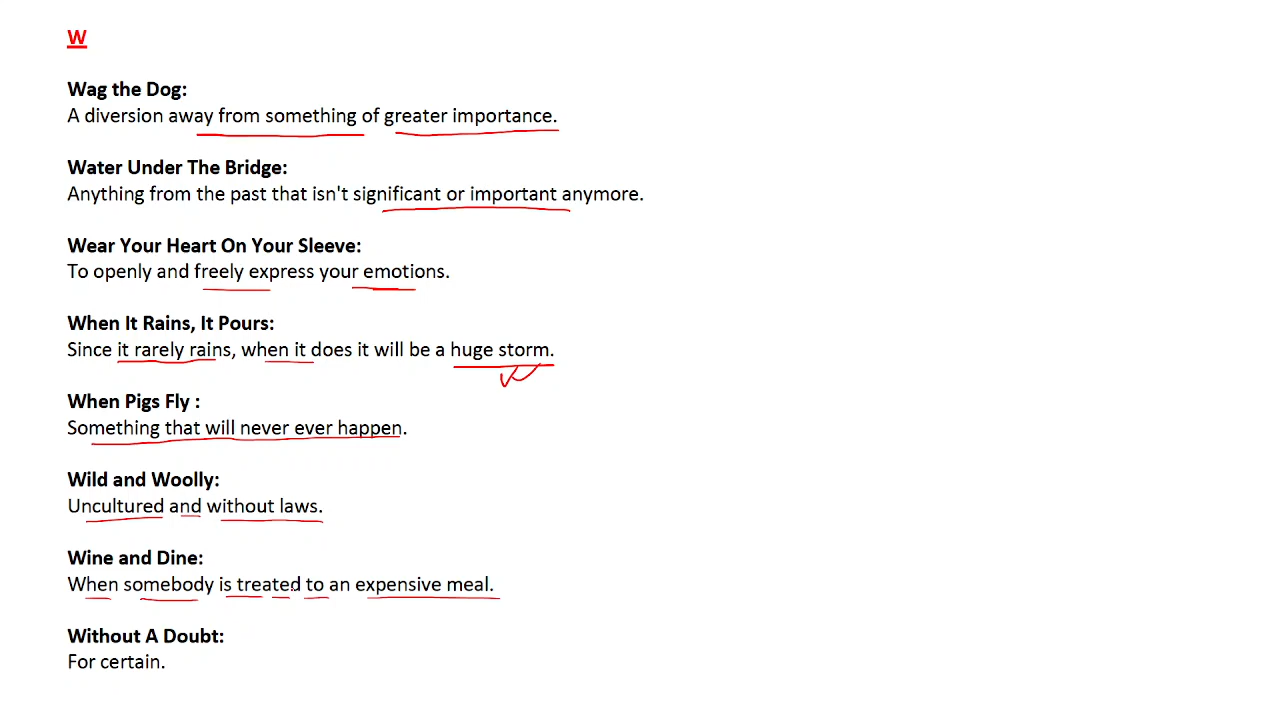 W
Wag the Dog:
A diversion away from something of greater importance.
Water Under The Bridge:
Anything from the past that isn't significant or important anymore.
Wear Your Heart On Your Sleeve:
To openly and freely express your emotions.
When It Rains, It Pours:
Since it rarely rains, when it does it will be a huge storm.
When Pigs Fly :
Something that will never ever happen.
Wild and Woolly:
Uncultured and without laws.
Wine and Dine:
When somebody is treated to an expensive meal.
Without A Doubt:
For certain.